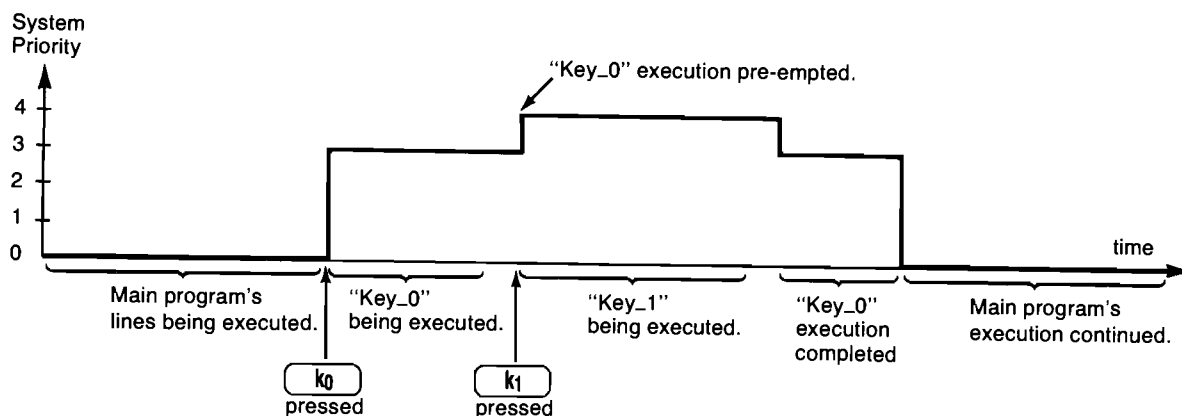 System
Priority
"Key_0" execution pre-empted.
4
3
2
1
0
time
Main program's
lines being executed.
"Key_0"
being executed.
"Key_1"
being executed.
"Key_0"
execution
completed
Main program's
execution continued.
k0
pressed
k1
pressed